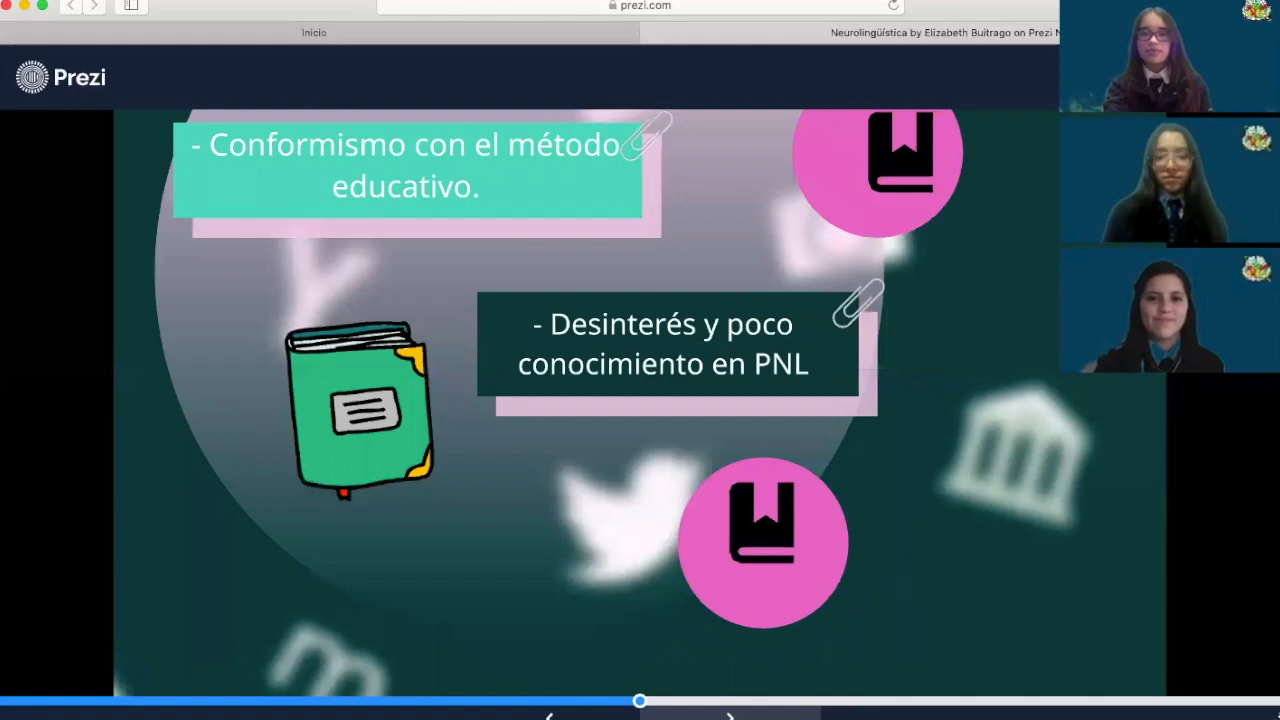 prezi.com
Inicio
Neurolingüística by Elizabeth Buitrago on Prezi N
Prezi
- Conformismo con el método
educativo.
- Desinterés y poco
conocimiento en PNL